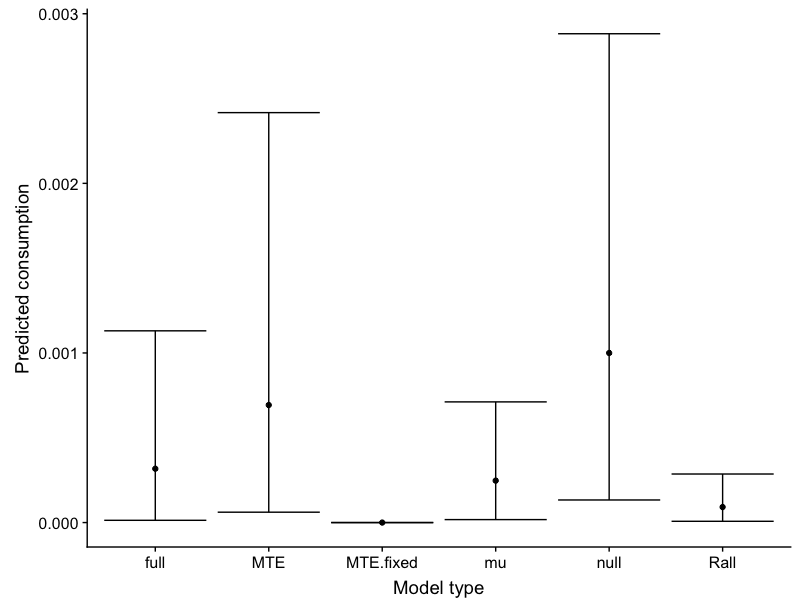 Predicted consumption
0.003
0.002
0.001
0.000
full MTE MTE.fixed mu null Rall
Model type